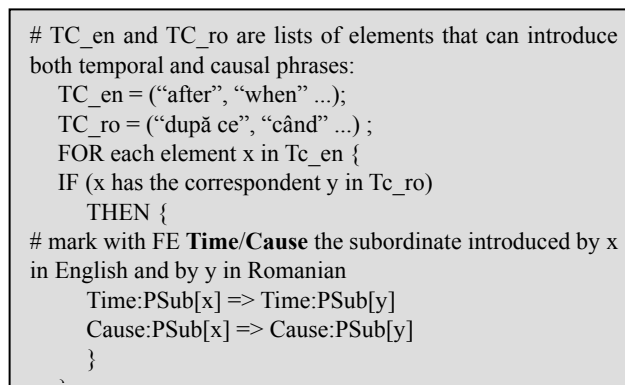 # TC_en and TC_ro are lists of elements that can introduce
both temporal and causal phrases:
TC_en = (“after”, “when” ...);
TC_ro = (“după ce”, “când” ...) ;
FOR each element x in Tc_en {
IF (x has the correspondent y in Tc_ro)
THEN {
# mark with FE Time/Cause the subordinate introduced by x
in English and by y in Romanian
Time:PSub[x] => Time:PSub[y]
Cause:PSub[x] => Cause:PSub[y]
}
}